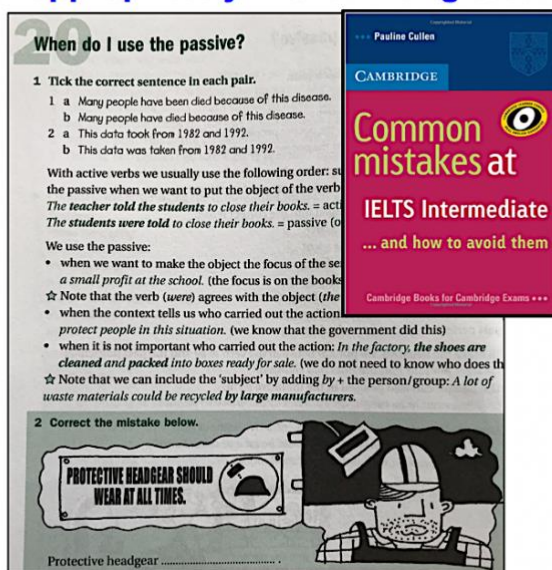 20
When do I use the passive?
1 Tick the correct sentence in each pair.
1 a Many people have been died because of this disease.
b Many people have died because of this disease.
2 a This data took from 1982 and 1992.
b This data was taken from 1982 and 1992.
With active verbs we usually use the following order:
the passive when we want to put the object of the verb
The teacher told the students to close their books. =
The students were told to close their books. = passive
We use the passive:
• when we want to make the object the focus of the
a small profit at the school. (the focus is on the books
☆ Note that the verb (were) agrees with the object (the
• when the context tells us who carried out the action
protect people in this situation. (we know that the government did this)
• when it is not important who carried out the action: In the factory, the shoes are
cleaned and packed into boxes ready for sale. (we do not need to know who does
☆ Note that we can include the 'subject' by adding by + the person/group: A lot of
waste materials could be recycled by large manufacturers.
2 Correct the mistake below.
PROTECTIVE HEADGEAR SHOULD
WEAR AT ALL TIMES.
Protective headgear .............................. .
Pauline Cullen
CAMBRIDGE
Common
mistakes at
IELTS Intermediate
... and how to avoid them
Cambridge Books for Cambridge Exams